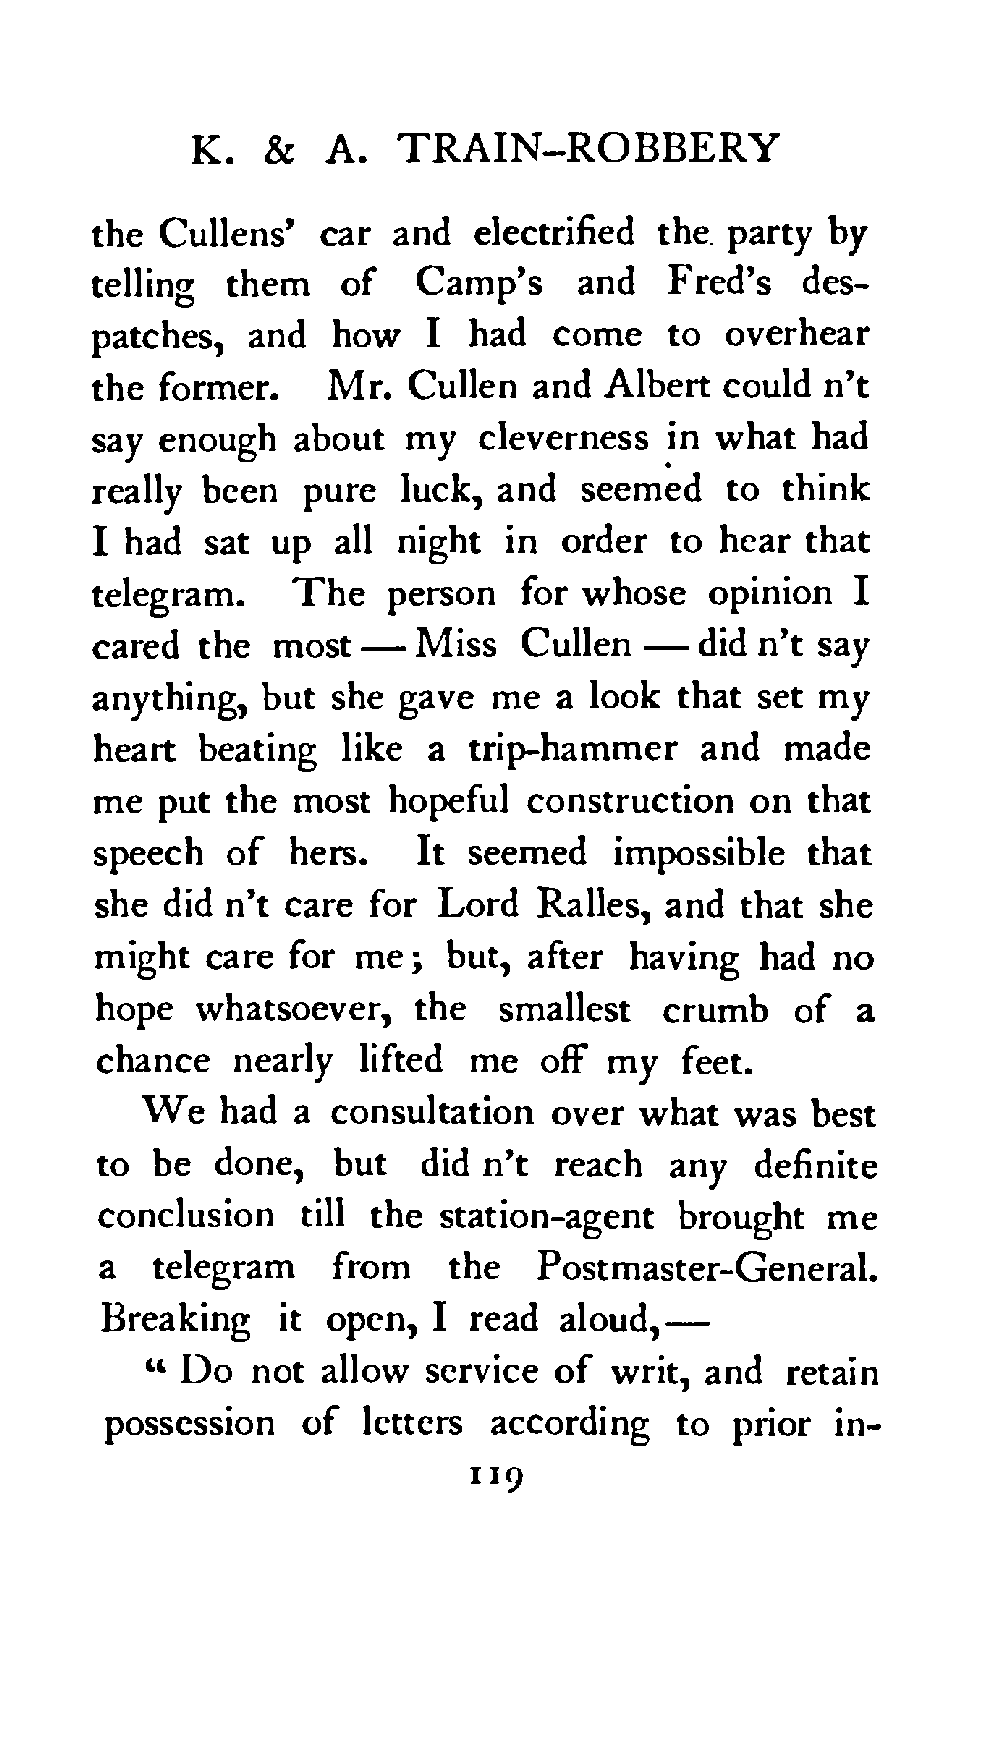 K. & A. TRAIN-ROBBERY
the Cullens' car and electrified the party by
telling them of Camp's and Fred's des-
patches, and how I had come to overhear
the former. Mr. Cullen and Albert could n't
say enough about my cleverness in what had
really been pure luck, and seemed to think
I had sat up all night in order to hear that
telegram. The person for whose opinion I
cared the most — Miss Cullen — did n't say
anything, but she gave me a look that set my
heart beating like a trip-hammer and made
me put the most hopeful construction on that
speech of hers. It seemed impossible that
she did n't care for Lord Ralles, and that she
might care for me; but, after having had no
hope whatsoever, the smallest crumb of a
chance nearly lifted me off my feet.
We had a consultation over what was best
to be done, but did n't reach any definite
conclusion till the station-agent brought me
a telegram from the Postmaster-General.
Breaking it open, I read aloud,—
“ Do not allow service of writ, and retain
possession of letters according to prior in-
119